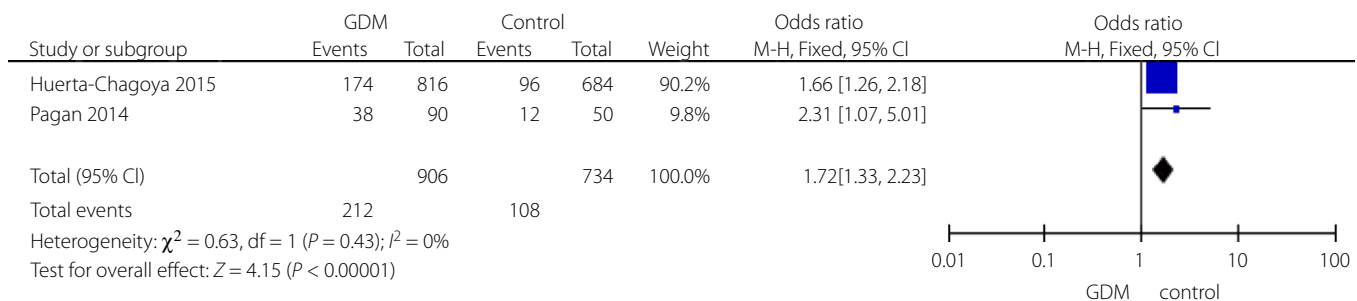 GDM Control Odds ratio Odds ratio
Study or subgroup Events Total Events Total Weight M-H, Fixed, 95% Cl M-H, Fixed, 95% Cl
Huerta-Chagoya 2015 174 816 96 684 90.2% 1.66 [1.26, 2.18]
Pagan 2014 38 90 12 50 9.8% 2.31 [1.07, 5.01]
Total (95% Cl) 906 734 100.0% 1.72[1.33, 2.23]
Total events 212 108
Heterogeneity: χ² = 0.63, df = 1 (P = 0.43); I² = 0%
Test for overall effect: Z = 4.15 (P < 0.00001)
0.01 0.1 1 10 100
GDM control